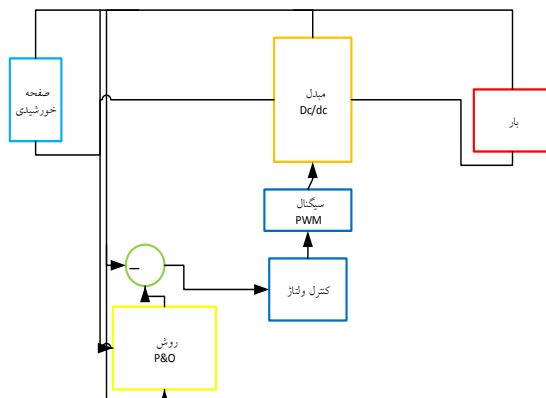 صفحه
خورشیدی
مبدل
Dc/dc
بار
سیگنال
PWM
کنترل ولتاژ
روش
P&O